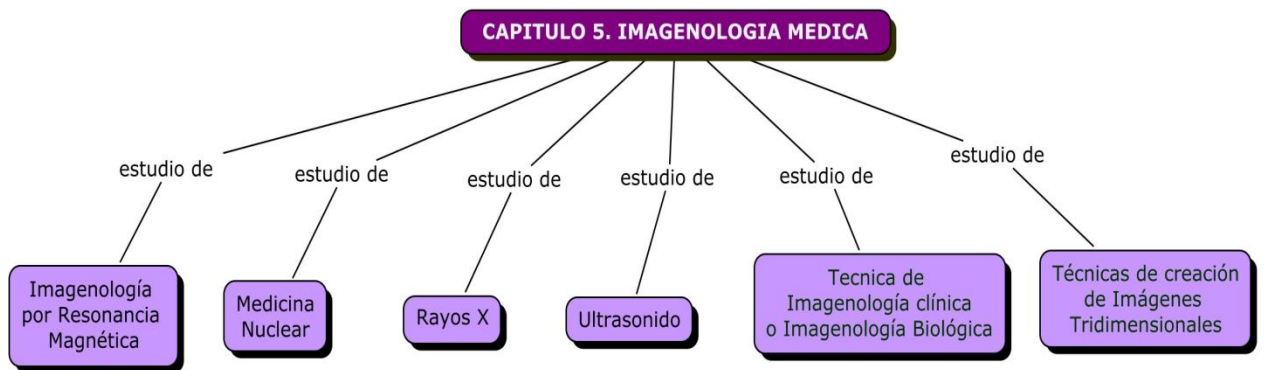 CAPITULO 5. IMAGENOLOGIA MEDICA
estudio de
estudio de
estudio de
estudio de
estudio de
estudio de
Imagenología
por Resonancia
Magnética
Medicina
Nuclear
Rayos X
Ultrasonido
Tecnica de
Imagenología clínica
o Imagenología Biológica
Técnicas de creación
de Imágenes
Tridimensionales